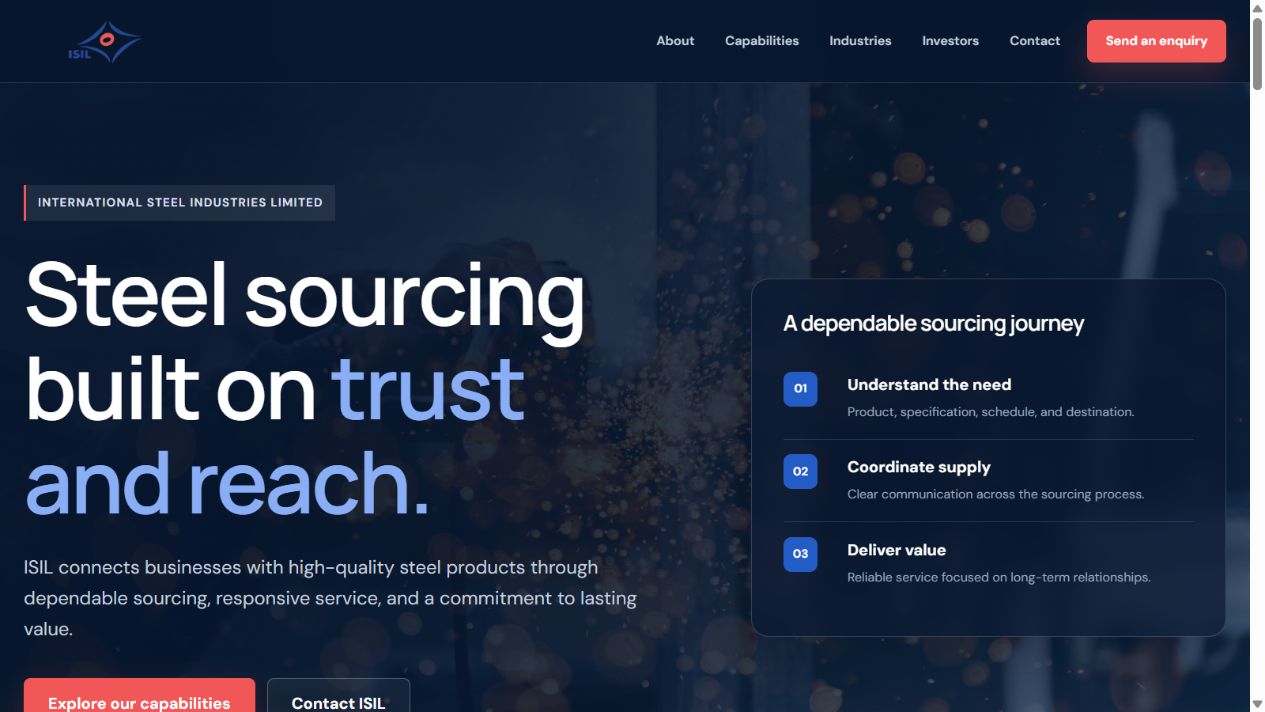 ISIL
About
Capabilities
Industries
Investors
Contact
Send an enquiry
INTERNATIONAL STEEL INDUSTRIES LIMITED
Steel sourcing
built on trust
and reach.
ISIL connects businesses with high-quality steel products through
dependable sourcing, responsive service, and a commitment to lasting
value.
Explore our capabilities
Contact ISIL
A dependable sourcing journey
01
Understand the need
Product, specification, schedule, and destination.
02
Coordinate supply
Clear communication across the sourcing process.
03
Deliver value
Reliable service focused on long-term relationships.